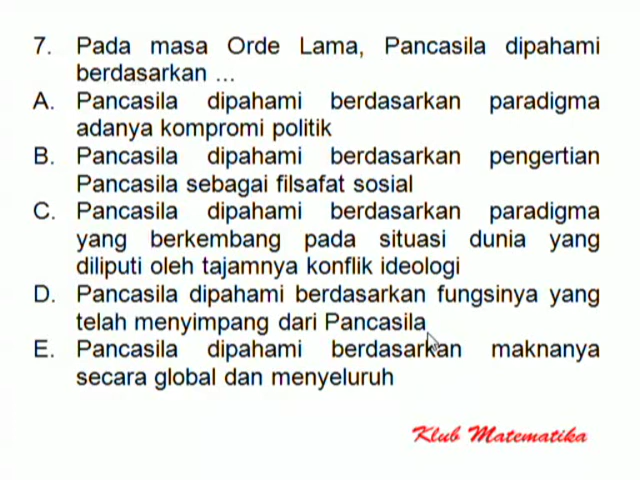 7. Pada masa Orde Lama, Pancasila dipahami
berdasarkan ...
A. Pancasila dipahami berdasarkan paradigma
adanya kompromi politik
B. Pancasila dipahami berdasarkan pengertian
Pancasila sebagai filsafat sosial
C. Pancasila dipahami berdasarkan paradigma
yang berkembang pada situasi dunia yang
diliputi oleh tajamnya konflik ideologi
D. Pancasila dipahami berdasarkan fungsinya yang
telah menyimpang dari Pancasila
E. Pancasila dipahami berdasarkan maknanya
secara global dan menyeluruh
Klub Matematika